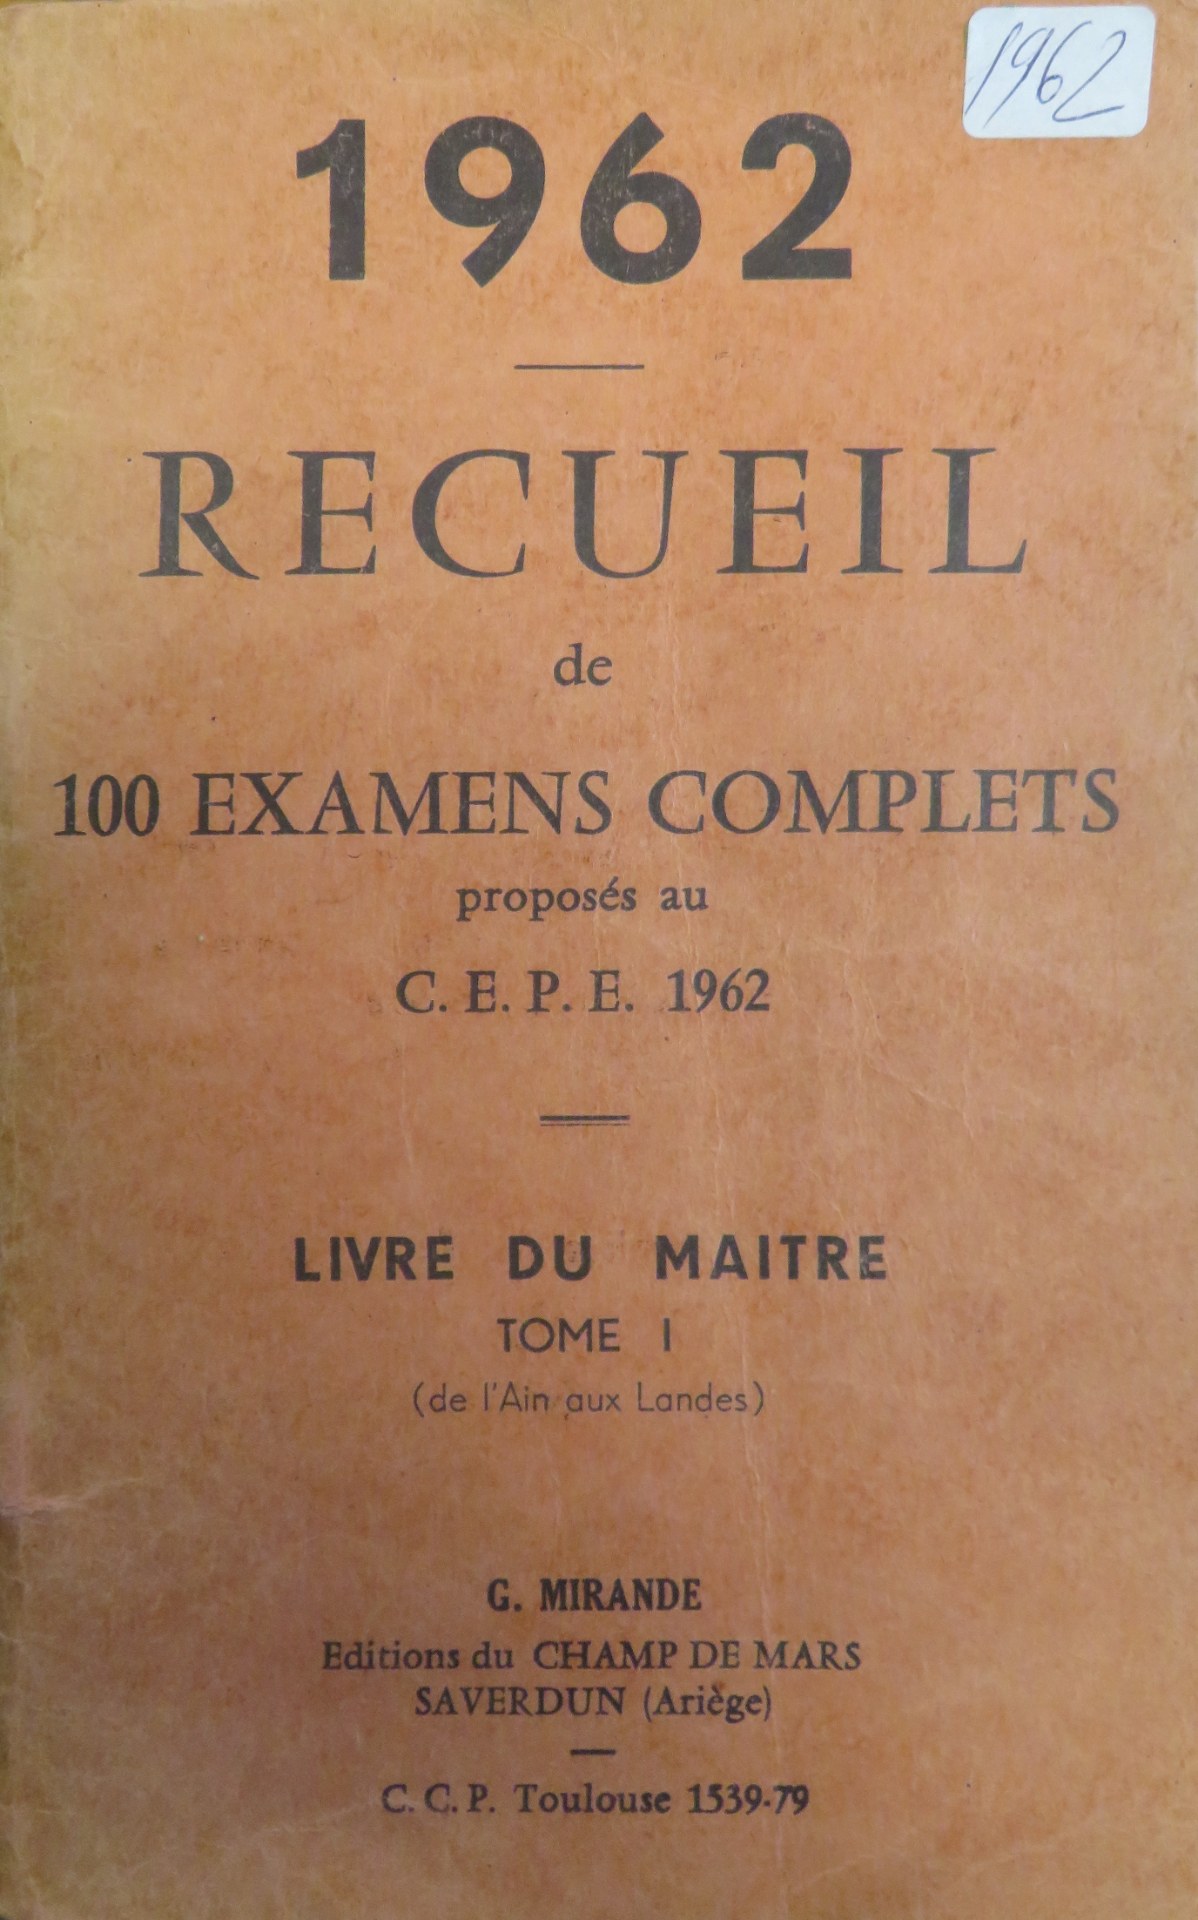 1962
1962
RECUEIL
de
100 EXAMENS COMPLETS
proposés au
C. E. P. E. 1962
LIVRE DU MAITRE
TOME I
(de l'Ain aux Landes)
G. MIRANDE
Editions du CHAMP DE MARS
SAVERDUN (Ariège)
C. C. P. Toulouse 1539-79